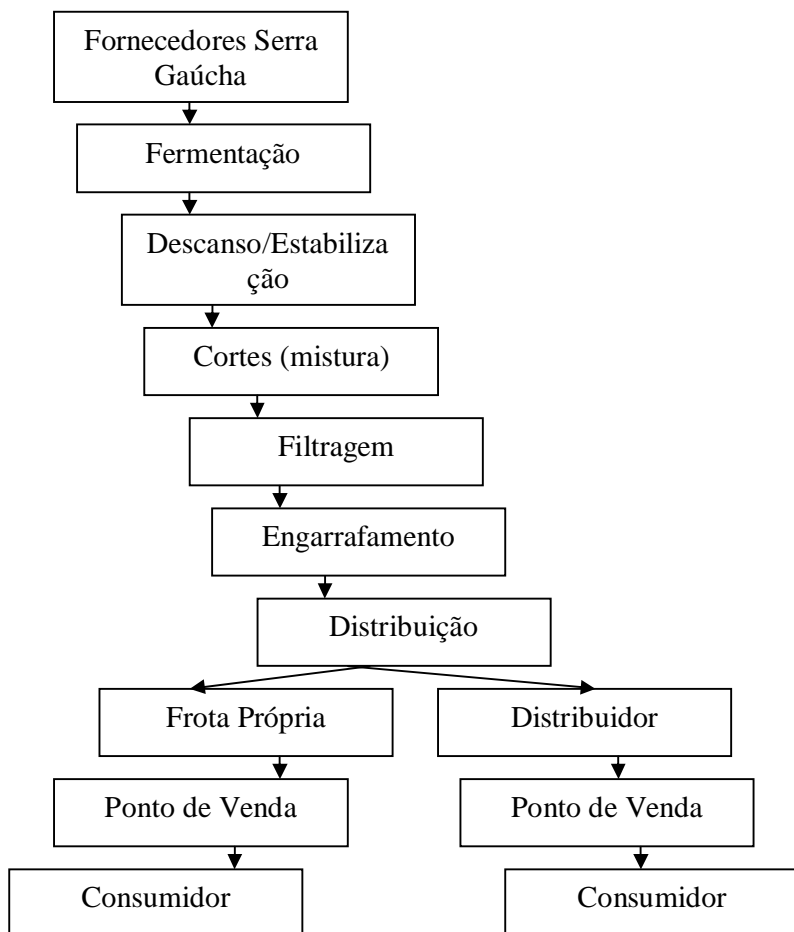 Fornecedores Serra
Gaúcha
Fermentação
Descanso/Estabiliza
ção
Cortes (mistura)
Filtragem
Engarrafamento
Distribuição
Frota Própria
Distribuidor
Ponto de Venda
Ponto de Venda
Consumidor
Consumidor